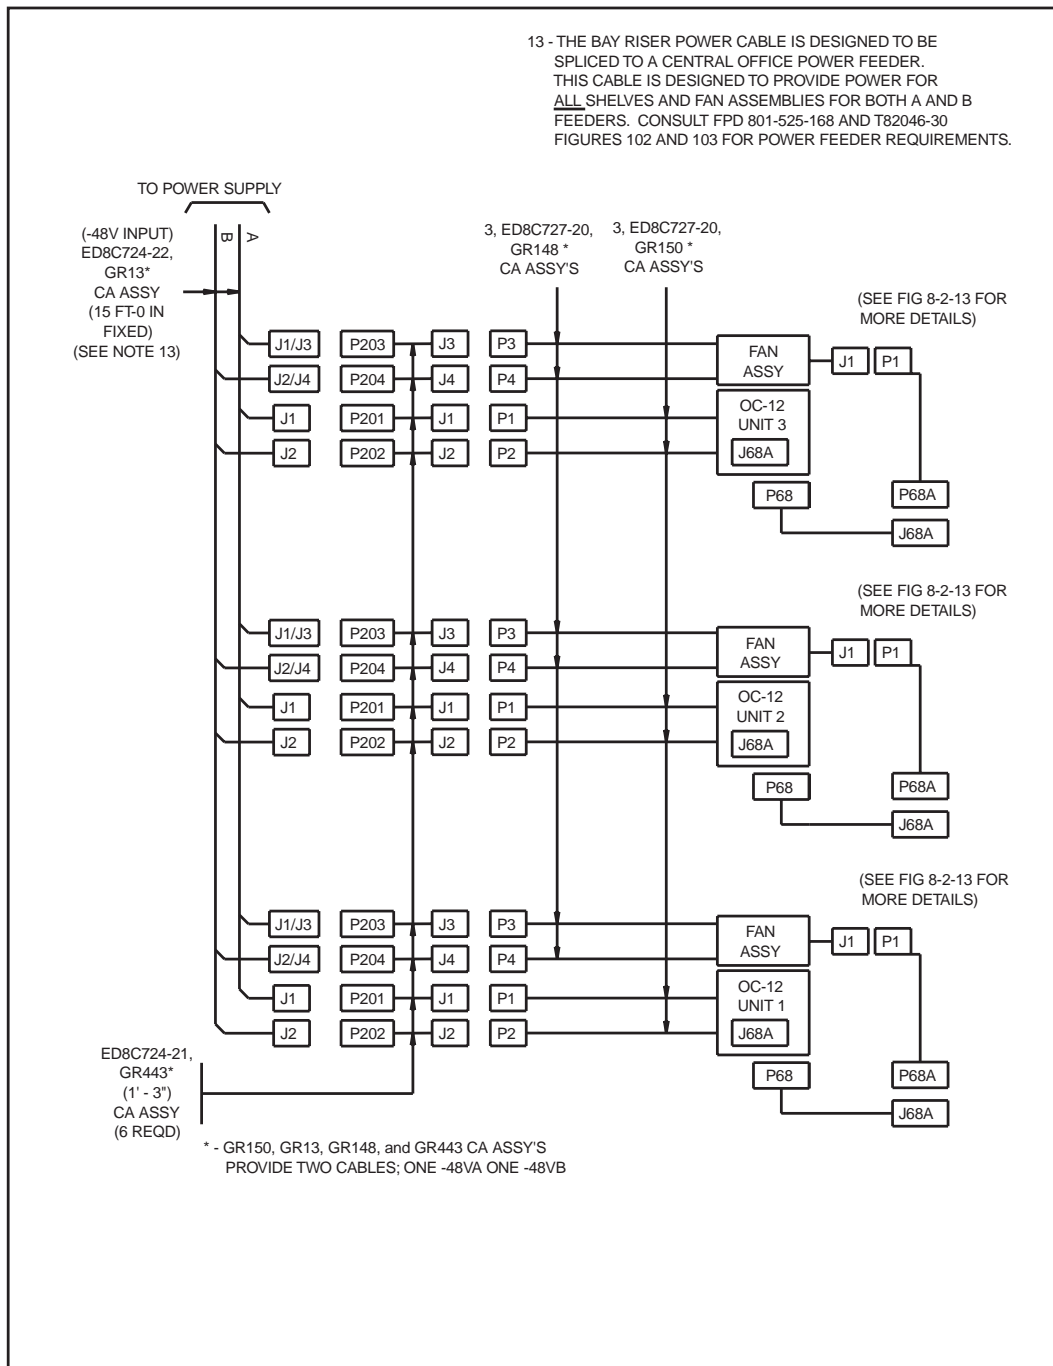 13 - THE BAY RISER POWER CABLE IS DESIGNED TO BE
SPLICED TO A CENTRAL OFFICE POWER FEEDER.
THIS CABLE IS DESIGNED TO PROVIDE POWER FOR
ALL SHELVES AND FAN ASSEMBLIES FOR BOTH A AND B
FEEDERS. CONSULT FPD 801-525-168 AND T82046-30
FIGURES 102 AND 103 FOR POWER FEEDER REQUIREMENTS.
TO POWER SUPPLY
B A
(-48V INPUT)
ED8C724-22,
GR13*
CA ASSY
(15 FT-0 IN
FIXED)
(SEE NOTE 13)
3, ED8C727-20,
GR148 *
CA ASSY'S
3, ED8C727-20,
GR150 *
CA ASSY'S
(SEE FIG 8-2-13 FOR
MORE DETAILS)
J1/J3 P203 J3 P3
FAN
ASSY
J1 P1
J2/J4 P204 J4 P4
J1 P201 J1 P1
OC-12
UNIT 3
J2 P202 J2 P2 J68A
P68 P68A
J68A
(SEE FIG 8-2-13 FOR
MORE DETAILS)
J1/J3 P203 J3 P3
FAN
ASSY
J1 P1
J2/J4 P204 J4 P4
J1 P201 J1 P1
OC-12
UNIT 2
J2 P202 J2 P2 J68A
P68 P68A
J68A
(SEE FIG 8-2-13 FOR
MORE DETAILS)
J1/J3 P203 J3 P3
FAN
ASSY
J1 P1
J2/J4 P204 J4 P4
J1 P201 J1 P1
OC-12
UNIT 1
J2 P202 J2 P2 J68A
P68 P68A
J68A
ED8C724-21,
GR443*
(1' - 3")
CA ASSY
(6 REQD)
* - GR150, GR13, GR148, and GR443 CA ASSY'S
PROVIDE TWO CABLES; ONE -48VA ONE -48VB